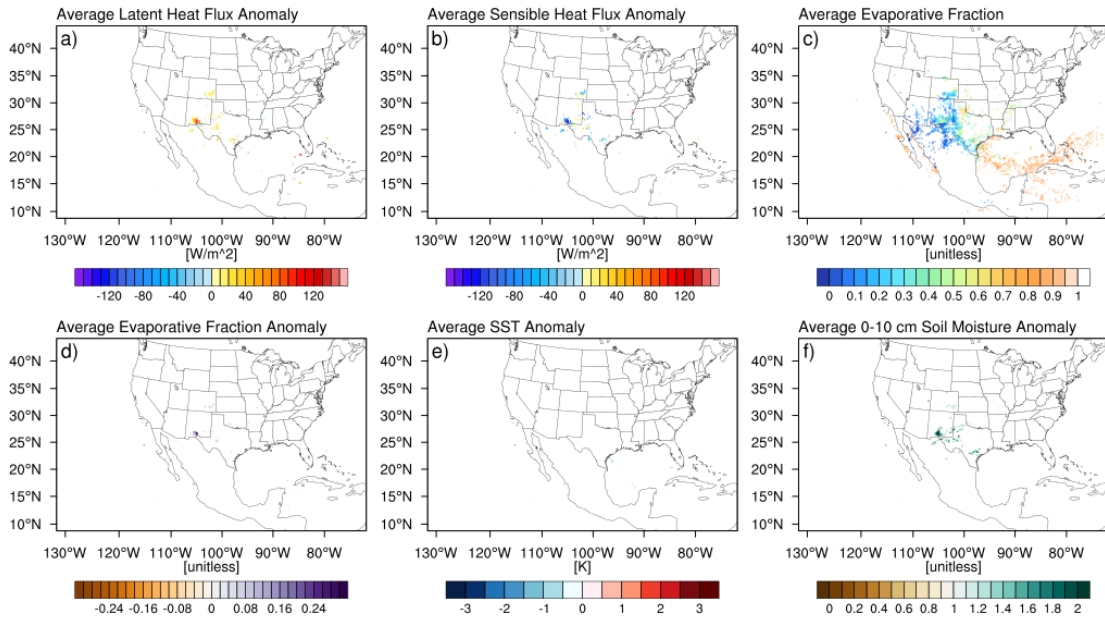 Average Latent Heat Flux Anomaly
a)
40°N
35°N
30°N
25°N
20°N
15°N
10°N
130°W 120°W 110°W 100°W 90°W 80°W
[W/m^2]
-120 -80 -40 0 40 80 120
Average Sensible Heat Flux Anomaly
b)
40°N
35°N
30°N
25°N
20°N
15°N
10°N
130°W 120°W 110°W 100°W 90°W 80°W
[W/m^2]
-120 -80 -40 0 40 80 120
Average Evaporative Fraction
c)
40°N
35°N
30°N
25°N
20°N
15°N
10°N
130°W 120°W 110°W 100°W 90°W 80°W
[unitless]
0 0.1 0.2 0.3 0.4 0.5 0.6 0.7 0.8 0.9 1
Average Evaporative Fraction Anomaly
d)
40°N
35°N
30°N
25°N
20°N
15°N
10°N
130°W 120°W 110°W 100°W 90°W 80°W
[unitless]
-0.24 -0.16 -0.08 0 0.08 0.16 0.24
Average SST Anomaly
e)
40°N
35°N
30°N
25°N
20°N
15°N
10°N
130°W 120°W 110°W 100°W 90°W 80°W
[K]
-3 -2 -1 0 1 2 3
Average 0-10 cm Soil Moisture Anomaly
f)
40°N
35°N
30°N
25°N
20°N
15°N
10°N
130°W 120°W 110°W 100°W 90°W 80°W
[unitless]
0 0.2 0.4 0.6 0.8 1 1.2 1.4 1.6 1.8 2